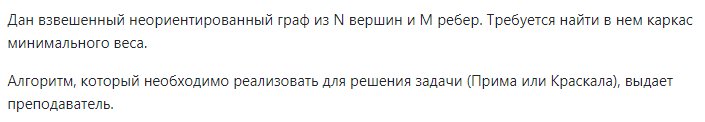 Дан взвешенный неориентированный граф из N вершин и M ребер. Требуется найти в нем каркас
минимального веса.
Алгоритм, который необходимо реализовать для решения задачи (Прима или Краскала), выдает
преподаватель.